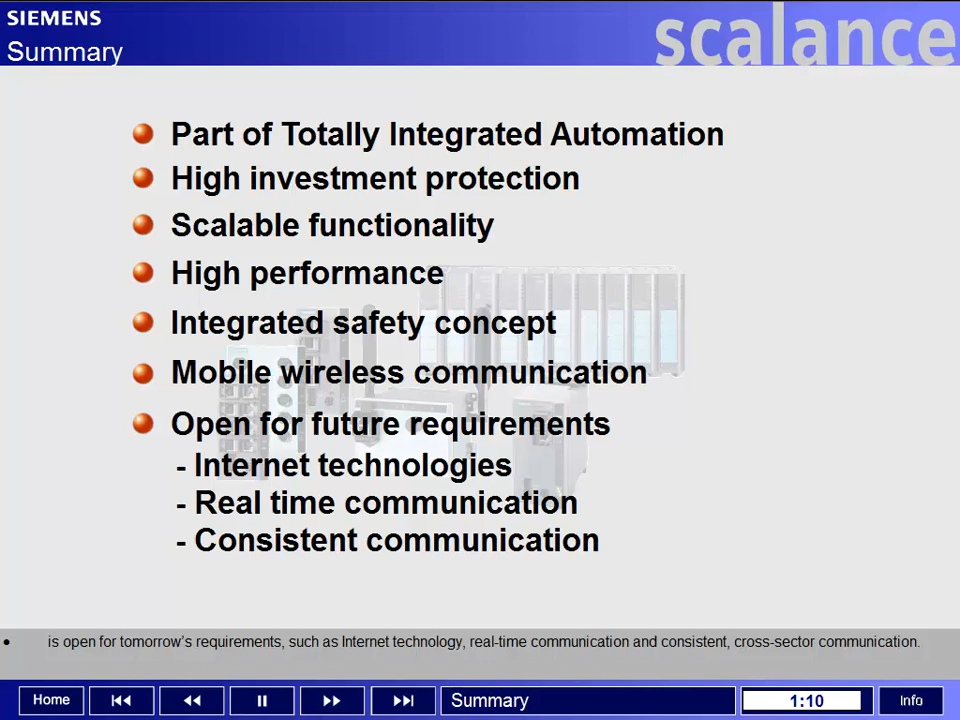 SIEMENS
Summary
scalance
Part of Totally Integrated Automation
High investment protection
Scalable functionality
High performance
Integrated safety concept
Mobile wireless communication
Open for future requirements
- Internet technologies
- Real time communication
- Consistent communication
• is open for tomorrow's requirements, such as Internet technology, real-time communication and consistent, cross-sector communication.
Home
Summary
1:10
Info